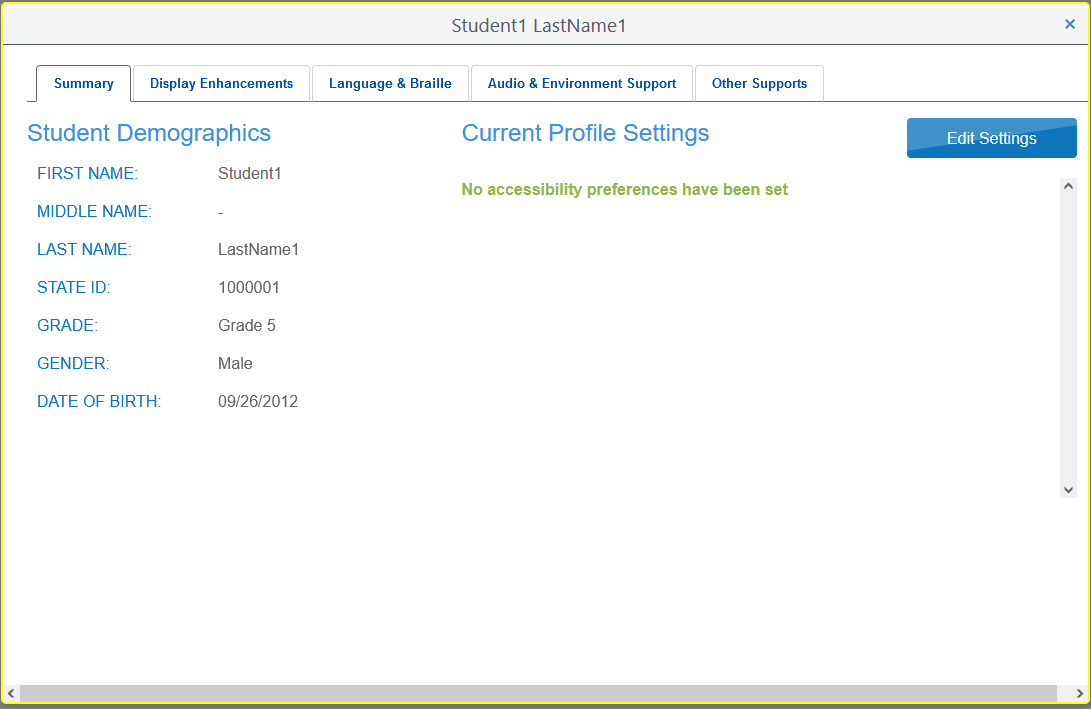 Student1 LastName1
×
Summary
Display Enhancements
Language & Braille
Audio & Environment Support
Other Supports
Student Demographics
FIRST NAME: Student1
MIDDLE NAME: -
LAST NAME: LastName1
STATE ID: 1000001
GRADE: Grade 5
GENDER: Male
DATE OF BIRTH: 09/26/2012
Current Profile Settings
Edit Settings
No accessibility preferences have been set